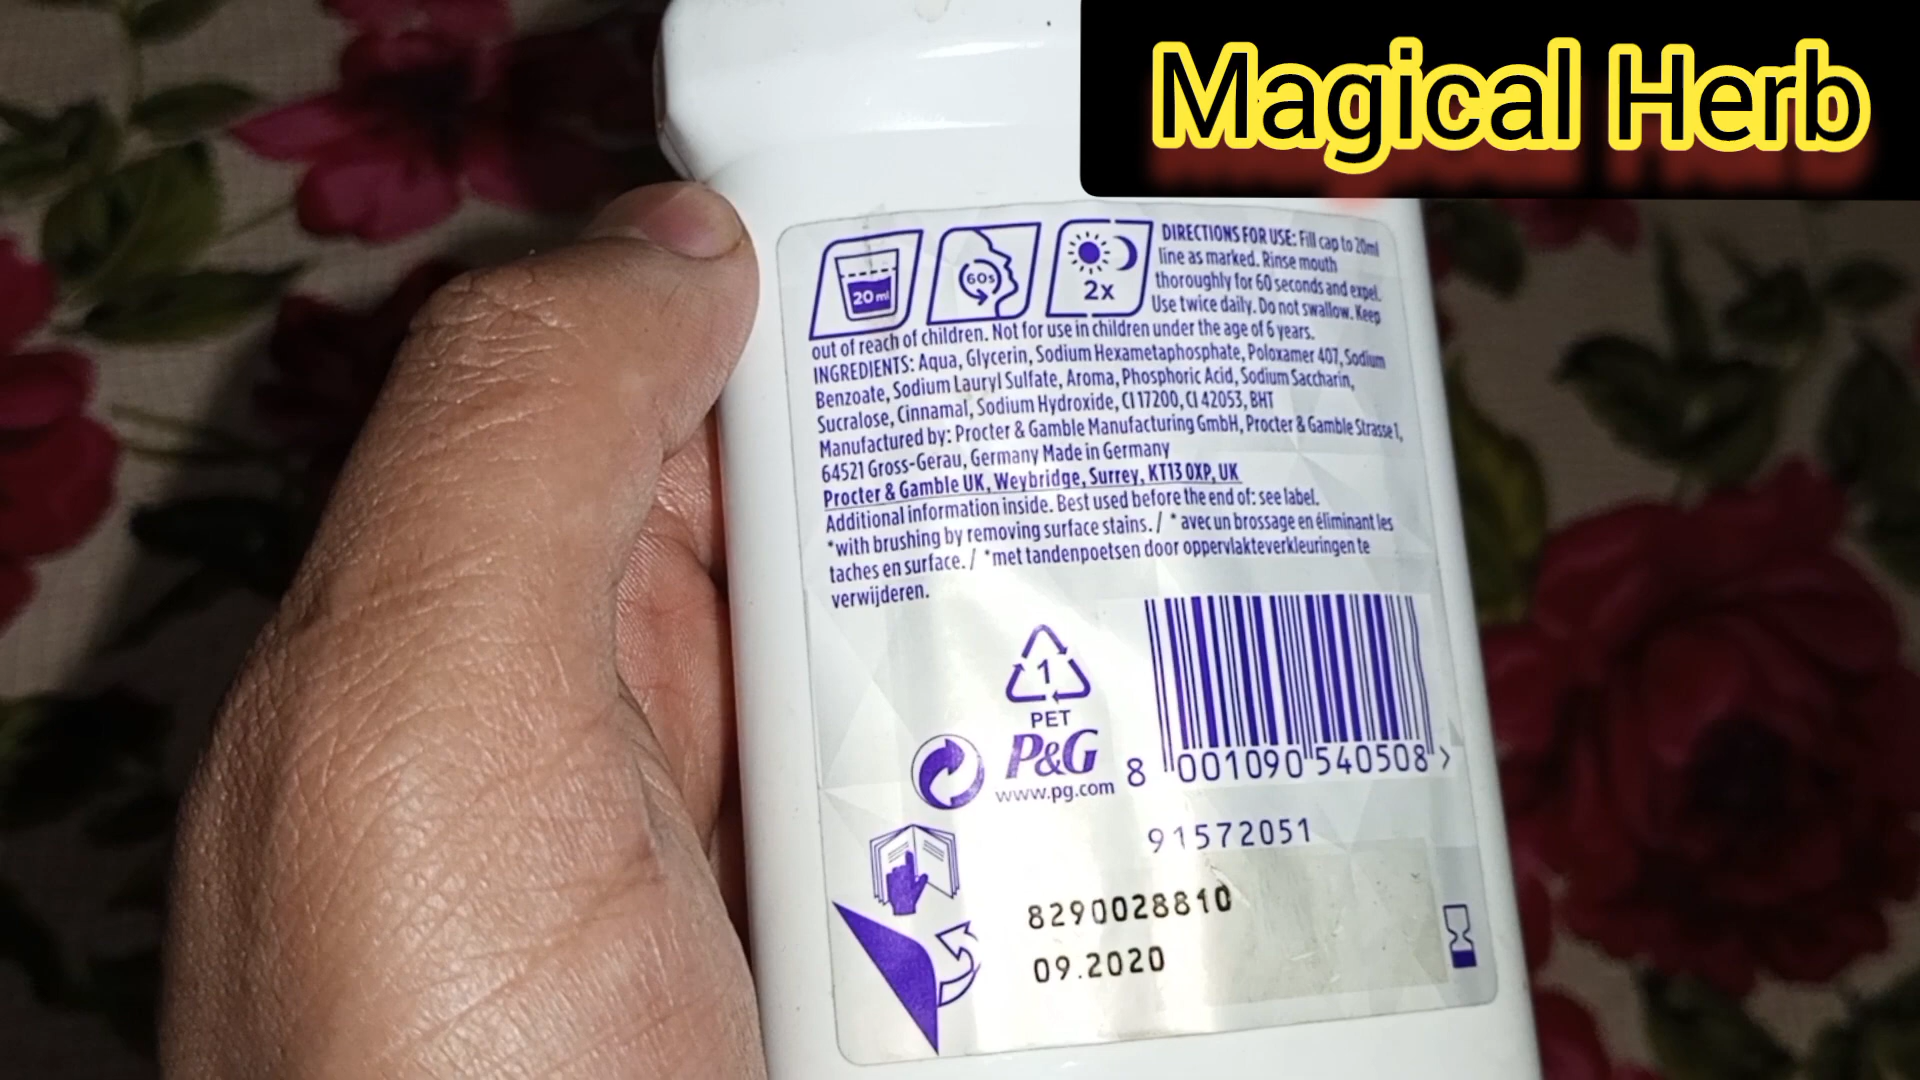 Magical Herb
20 ml
60s
2x
DIRECTIONS FOR USE: Fill cap to 20ml
line as marked. Rinse mouth
thoroughly for 60 seconds and expel.
Use twice daily. Do not swallow. Keep
out of reach of children. Not for use in children under the age of 6 years.
INGREDIENTS: Aqua, Glycerin, Sodium Hexametaphosphate, Poloxamer 407, Sodium
Benzoate, Sodium Lauryl Sulfate, Aroma, Phosphoric Acid, Sodium Saccharin,
Sucralose, Cinnamal, Sodium Hydroxide, CI 17200, CI 42053, BHT
Manufactured by: Procter & Gamble Manufacturing GmbH, Procter & Gamble Strasse 1,
64521 Gross-Gerau, Germany Made in Germany
Procter & Gamble UK, Weybridge, Surrey, KT13 0XP, UK
Additional information inside. Best used before the end of: see label.
*with brushing by removing surface stains. / *avec un brossage en éliminant les
taches en surface. / *met tandenpoetsen door oppervlakteverkleuringen te
verwijderen.
1
PET
P&G
www.pg.com
8 001090 540508 >
91572051
8290028810
09.2020